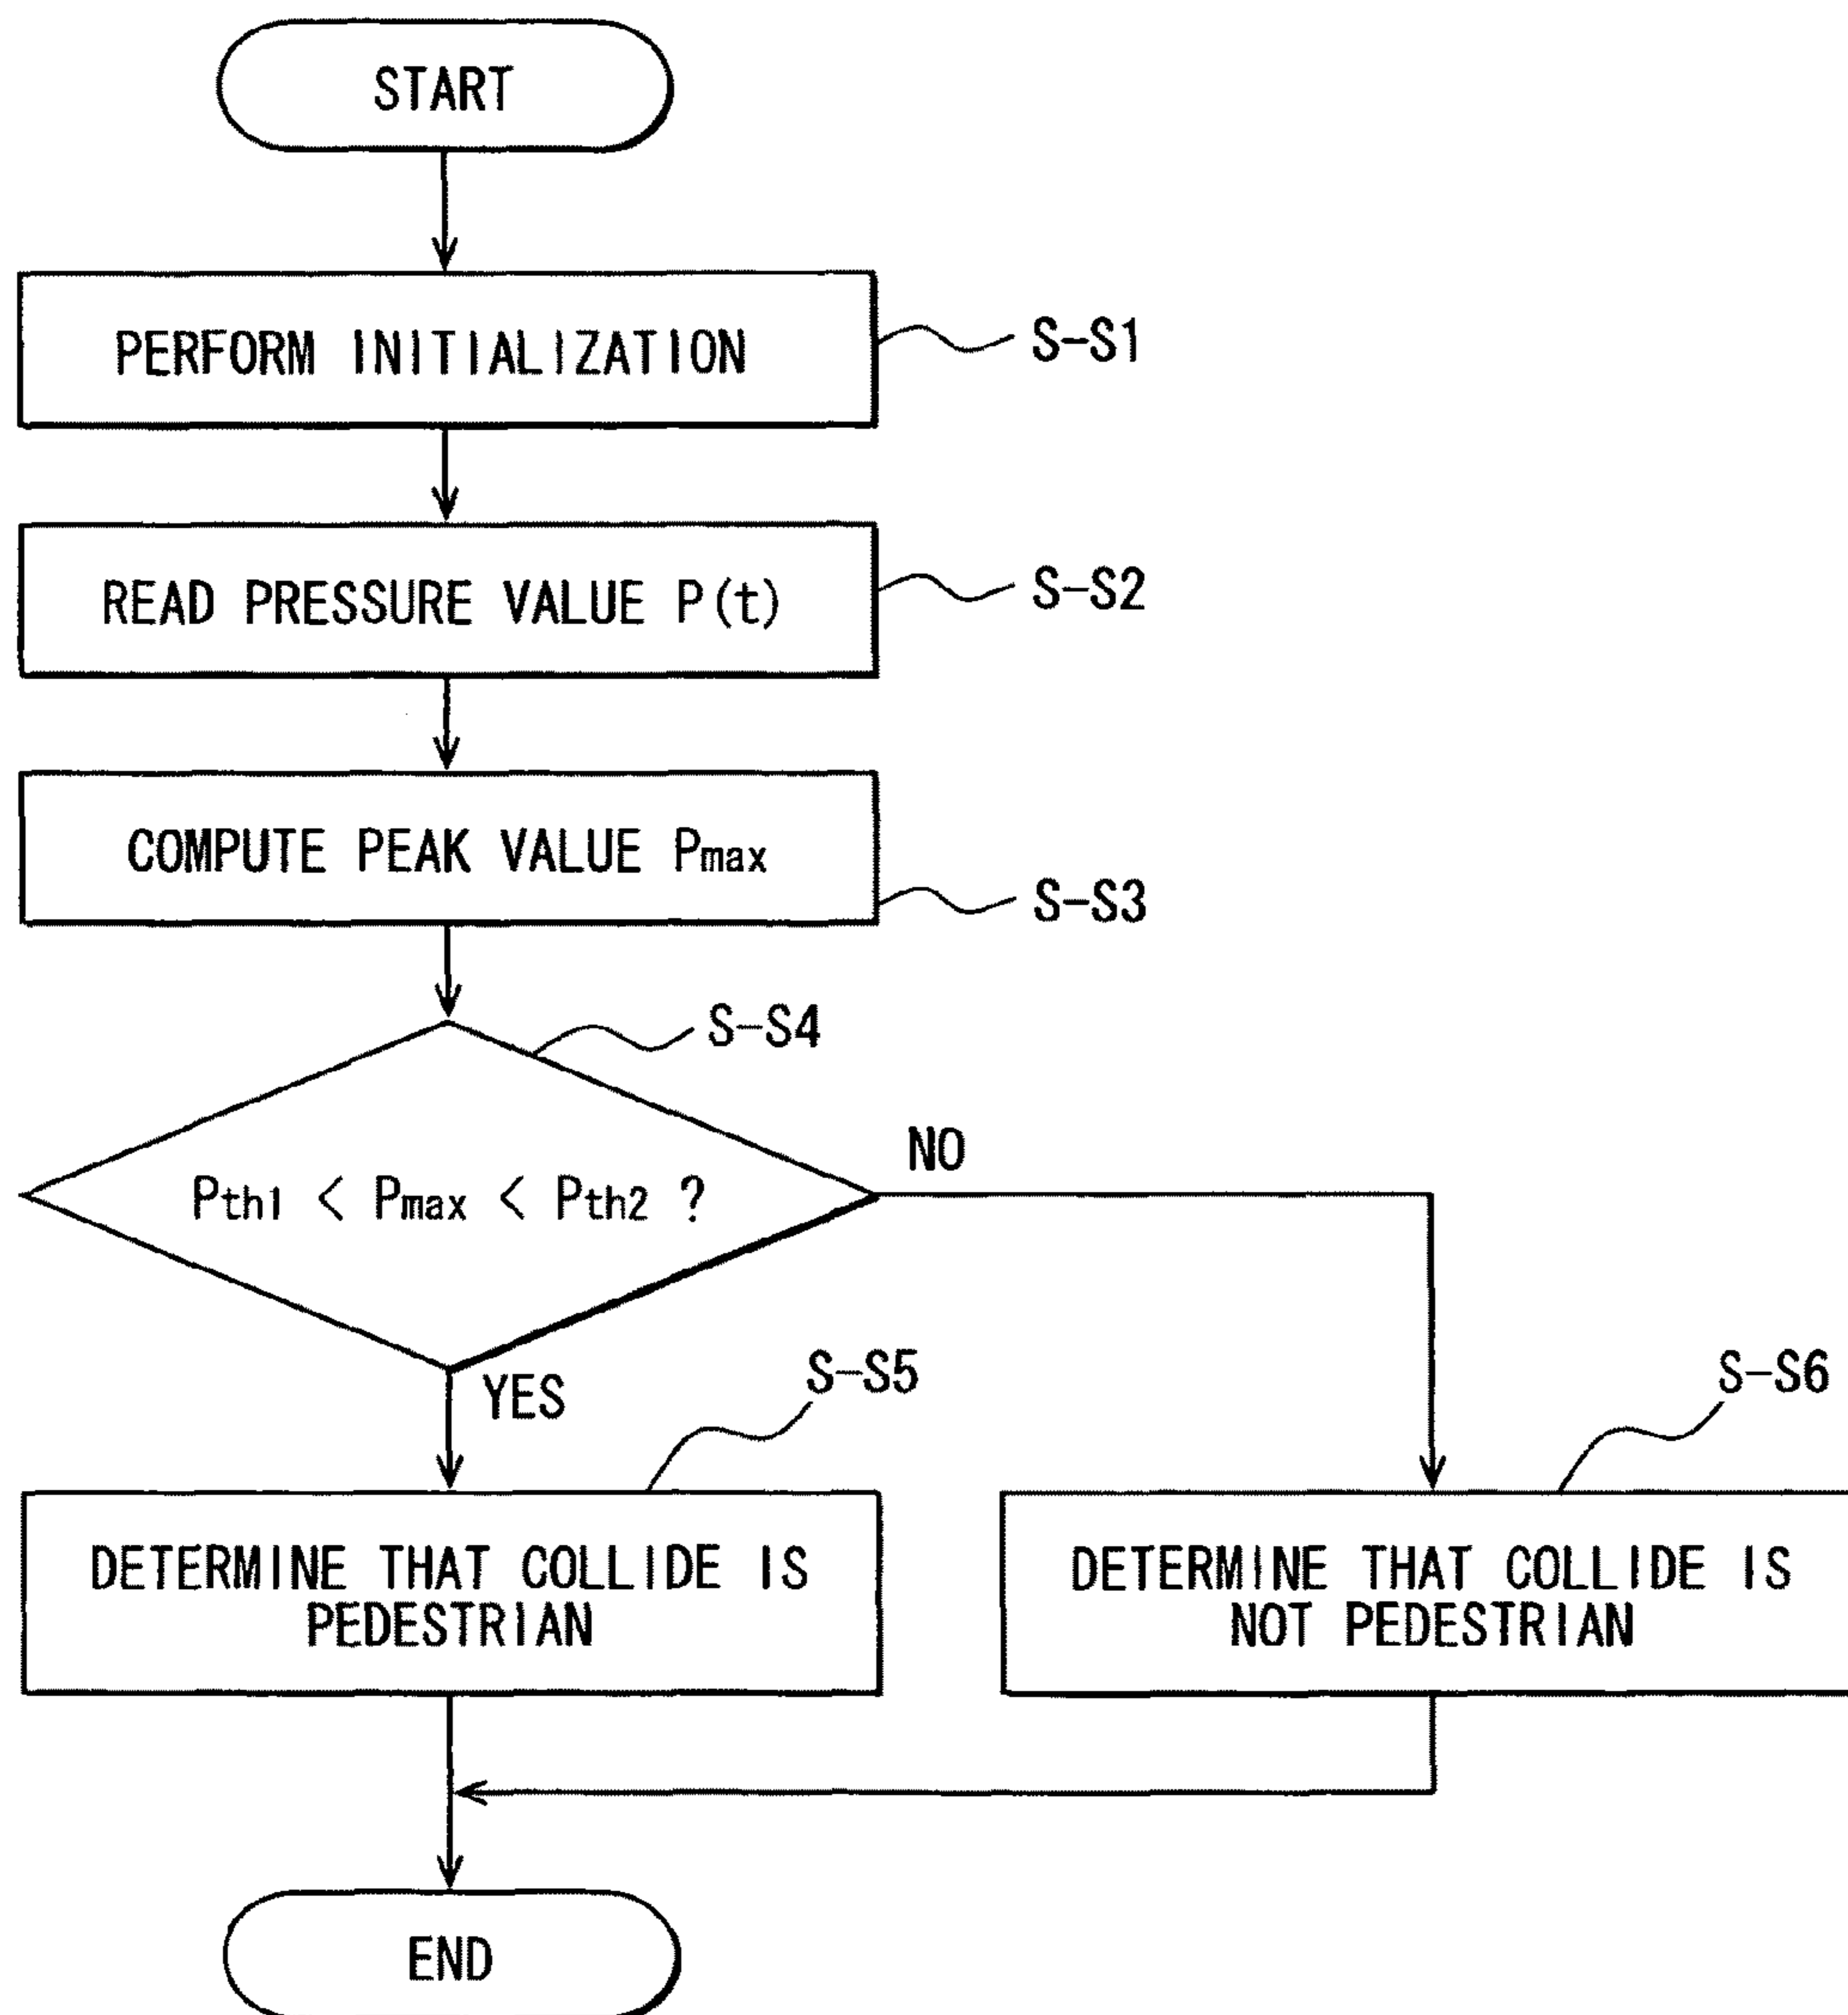 START
PERFORM INITIALIZATION
S-S1
READ PRESSURE VALUE P(t)
S-S2
COMPUTE PEAK VALUE Pmax
S-S3
S-S4
Pth1 < Pmax < Pth2 ?
NO
YES
S-S5
S-S6
DETERMINE THAT COLLIDE IS
PEDESTRIAN
DETERMINE THAT COLLIDE IS
NOT PEDESTRIAN
END